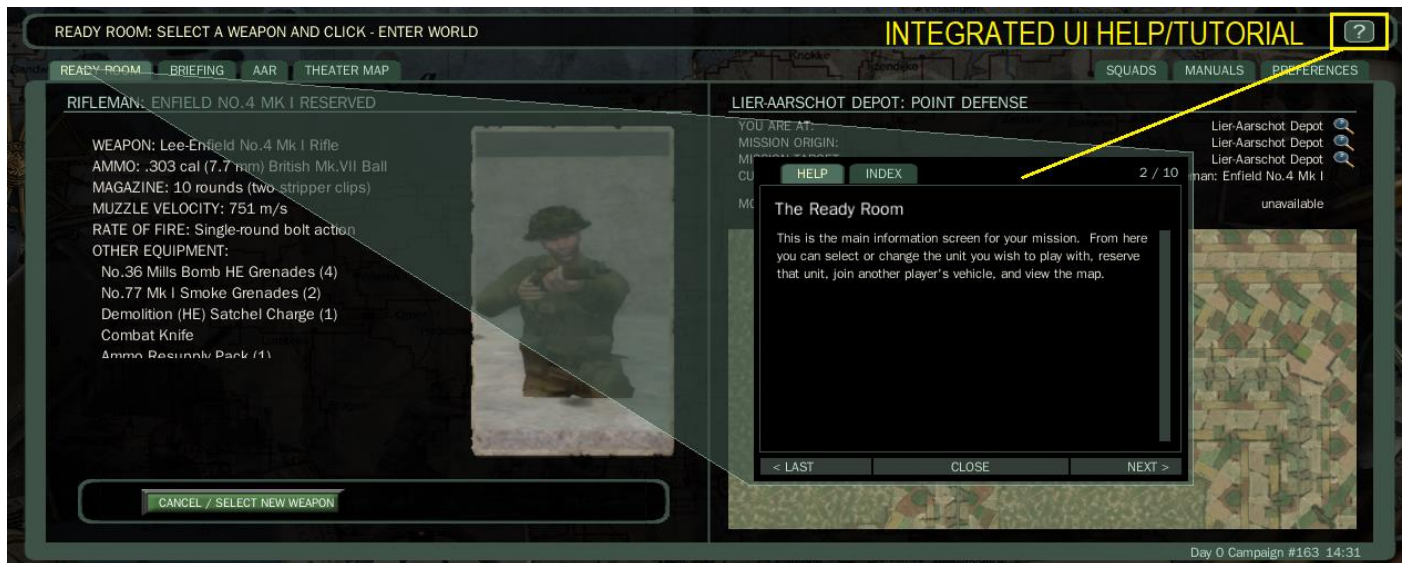 READY ROOM: SELECT A WEAPON AND CLICK - ENTER WORLD
INTEGRATED UI HELP/TUTORIAL
?
READY ROOM
BRIEFING
AAR
THEATER MAP
SQUADS
MANUALS
PREFERENCES
RIFLEMAN: ENFIELD NO.4 MK I RESERVED
WEAPON: Lee-Enfield No.4 Mk I Rifle
AMMO: .303 cal (7.7 mm) British Mk.VII Ball
MAGAZINE: 10 rounds (two stripper clips)
MUZZLE VELOCITY: 751 m/s
RATE OF FIRE: Single-round bolt action
OTHER EQUIPMENT:
No.36 Mills Bomb HE Grenades (4)
No.77 Mk I Smoke Grenades (2)
Demolition (HE) Satchel Charge (1)
Combat Knife
Ammo Resupply Pack (1)
CANCEL / SELECT NEW WEAPON
LIER-AARSCHOT DEPOT: POINT DEFENSE
YOU ARE AT: Lier-Aarschot Depot
MISSION ORIGIN: Lier-Aarschot Depot
MISSION TARGET: Lier-Aarschot Depot
Enfield No.4 Mk I
unavailable
HELP
INDEX
2 / 10
The Ready Room
This is the main information screen for your mission. From here
you can select or change the unit you wish to play with, reserve
that unit, join another player's vehicle, and view the map.
< LAST
CLOSE
NEXT >
Day 0 Campaign #163 14:31